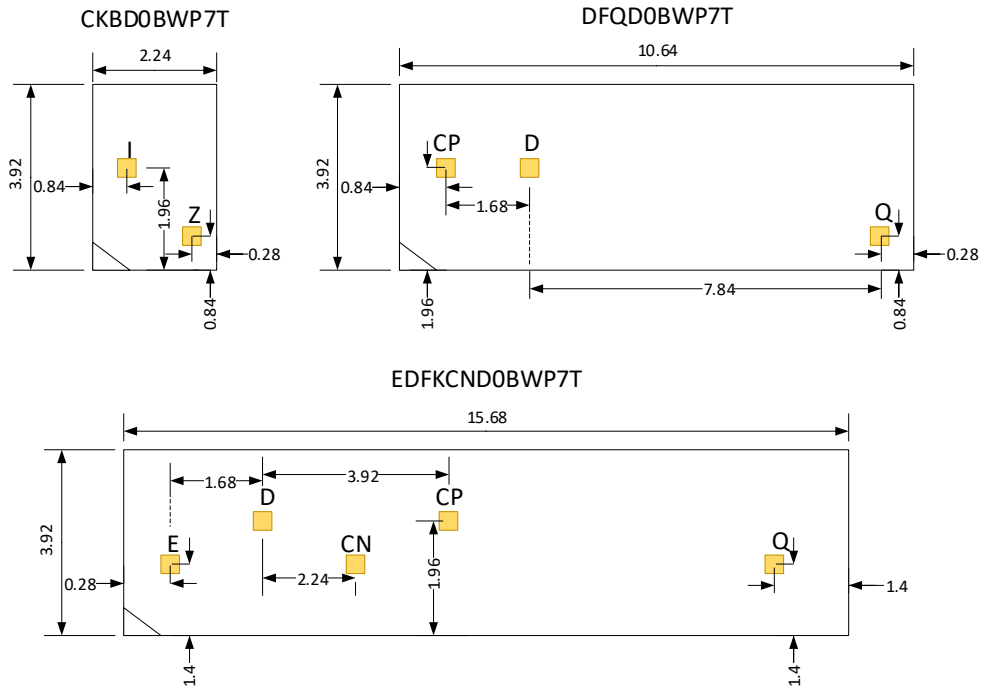 CKBD0BWP7T
DFQD0BWP7T
2.24
10.64
I
CP
D
3.92
0.84
1.96
Z
0.28
0.84
3.92
0.84
1.68
Q
0.28
7.84
1.96
0.84
EDFKCND0BWP7T
15.68
1.68
3.92
D
CP
3.92
E
CN
Q
0.28
2.24
1.96
1.4
1.4
1.4